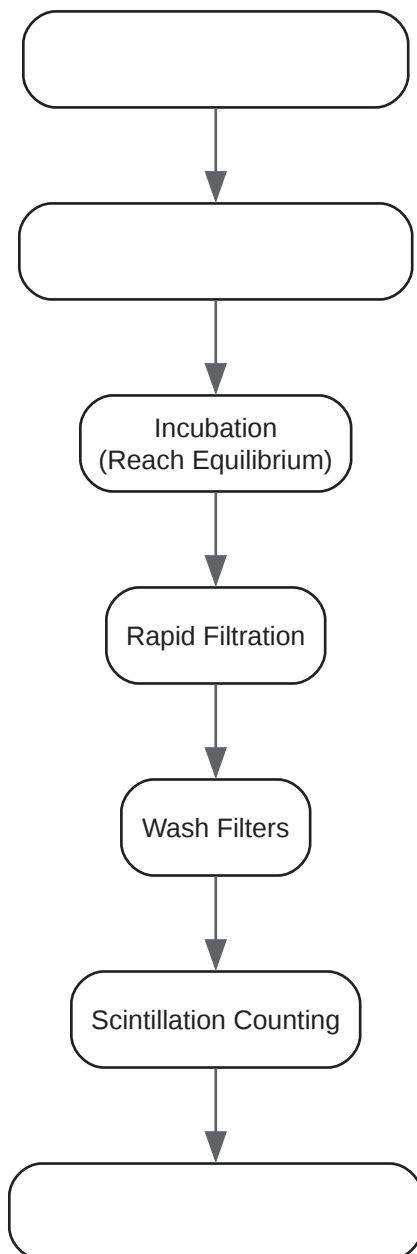 Incubation
(Reach Equilibrium)
Rapid Filtration
Wash Filters
Scintillation Counting